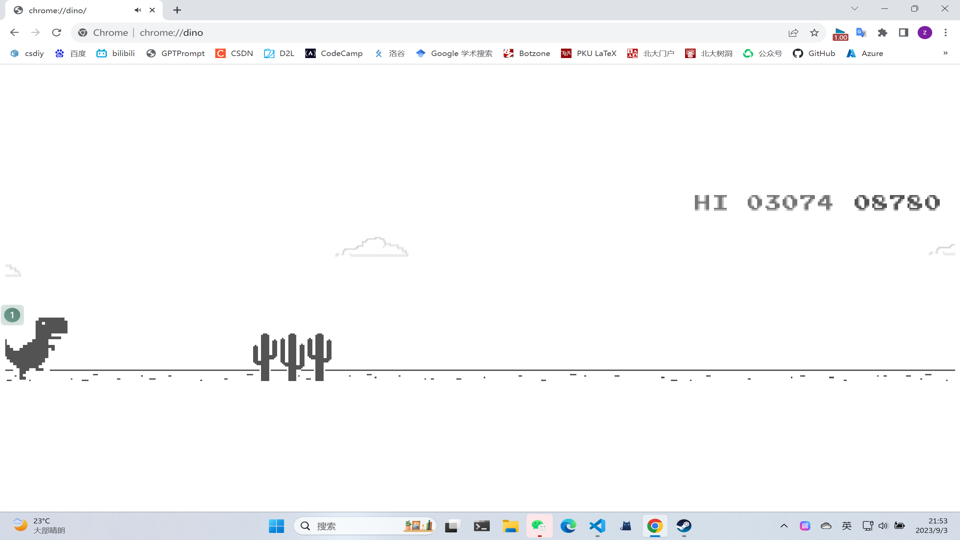 chrome://dino/
Chrome | chrome://dino
1.00
z
csdiy 百度 bilibili GPTPrompt CSDN D2L CodeCamp 洛谷 Google 学术搜索 Botzone PKU LaTeX 北大门户 北大树洞 公众号 GitHub Azure »
HI 03074 08780
1
23°C
大部晴朗
搜索
英
21:53
2023/9/3